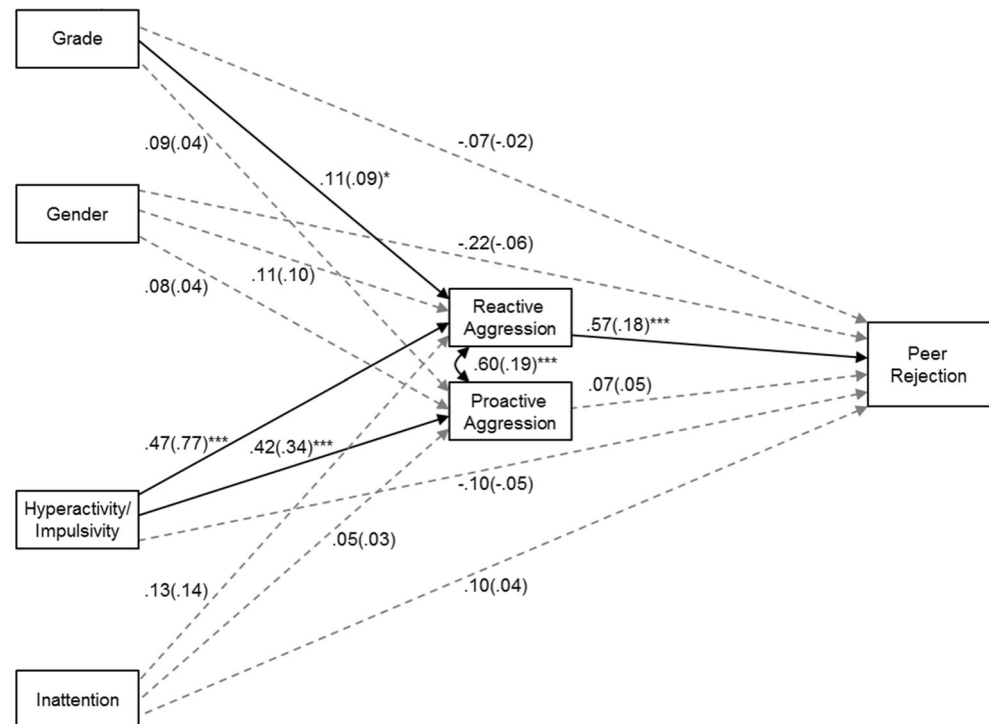 Grade
.09(.04)
-.07(-.02)
.11(.09)*
Gender
-.22(-.06)
.11(.10)
.08(.04)
Reactive
Aggression
.57(.18)***
Peer
Rejection
.60(.19)***
Proactive
Aggression
.07(.05)
.47(.77)***
.42(.34)***
-.10(-.05)
Hyperactivity/
Impulsivity
.05(.03)
.13(.14)
.10(.04)
Inattention